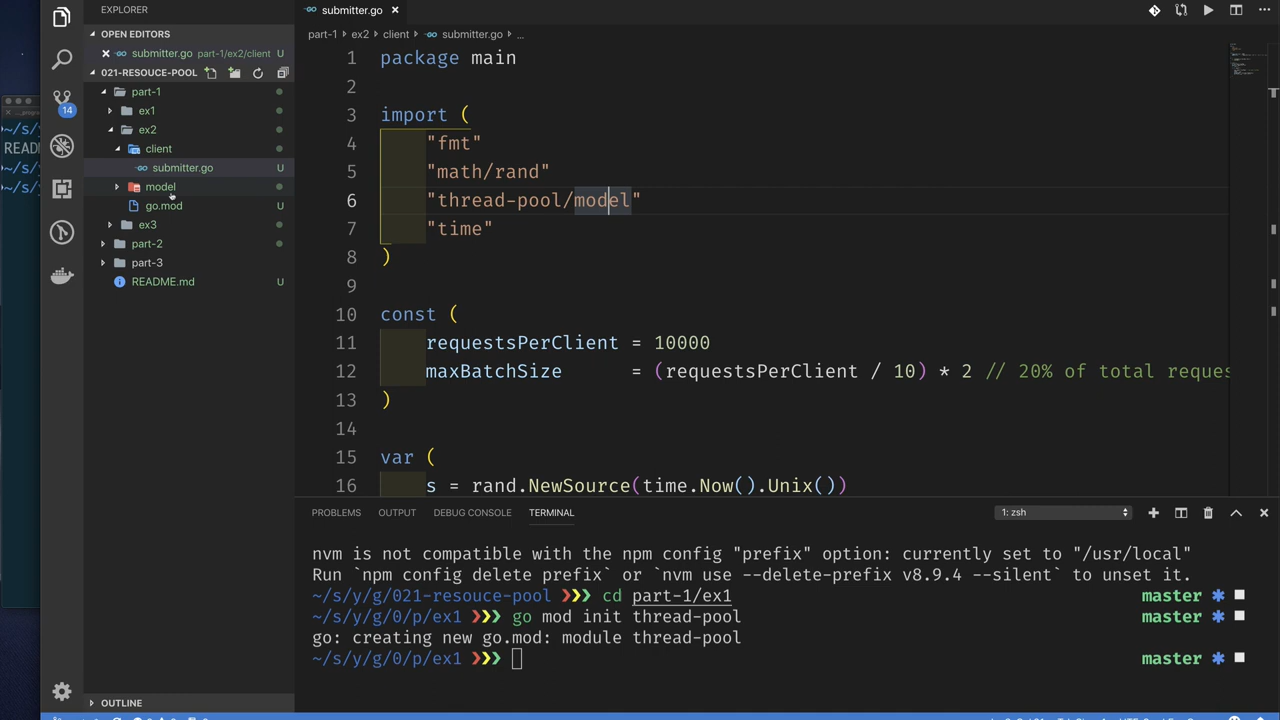 EXPLORER
OPEN EDITORS
submitter.go part-1/ex2/client U
021-RESOUCE-POOL
part-1
ex1
ex2
client
submitter.go U
model
go.mod U
ex3
part-2
part-3
README.md U
14
OUTLINE
submitter.go
part-1 › ex2 › client › submitter.go › ...
1 package main
2
3 import (
4 "fmt"
5 "math/rand"
6 "thread-pool/model"
7 "time"
8 )
9
10 const (
11 requestsPerClient = 10000
12 maxBatchSize = (requestsPerClient / 10) * 2 // 20% of total reques
13 )
14
15 var (
16 s = rand.NewSource(time.Now().Unix())
PROBLEMS OUTPUT DEBUG CONSOLE TERMINAL 1: zsh
nvm is not compatible with the npm config "prefix" option: currently set to "/usr/local"
Run `npm config delete prefix` or `nvm use --delete-prefix v8.9.4 --silent` to unset it.
~/s/y/g/021-resouce-pool ❯❯❯ cd part-1/ex1 master ✱ ◼
~/s/y/g/0/p/ex1 ❯❯❯ go mod init thread-pool master ✱ ◼
go: creating new go.mod: module thread-pool
~/s/y/g/0/p/ex1 ❯❯❯ master ✱ ◼
~/s/y
READ
~/s/y
~/s/y